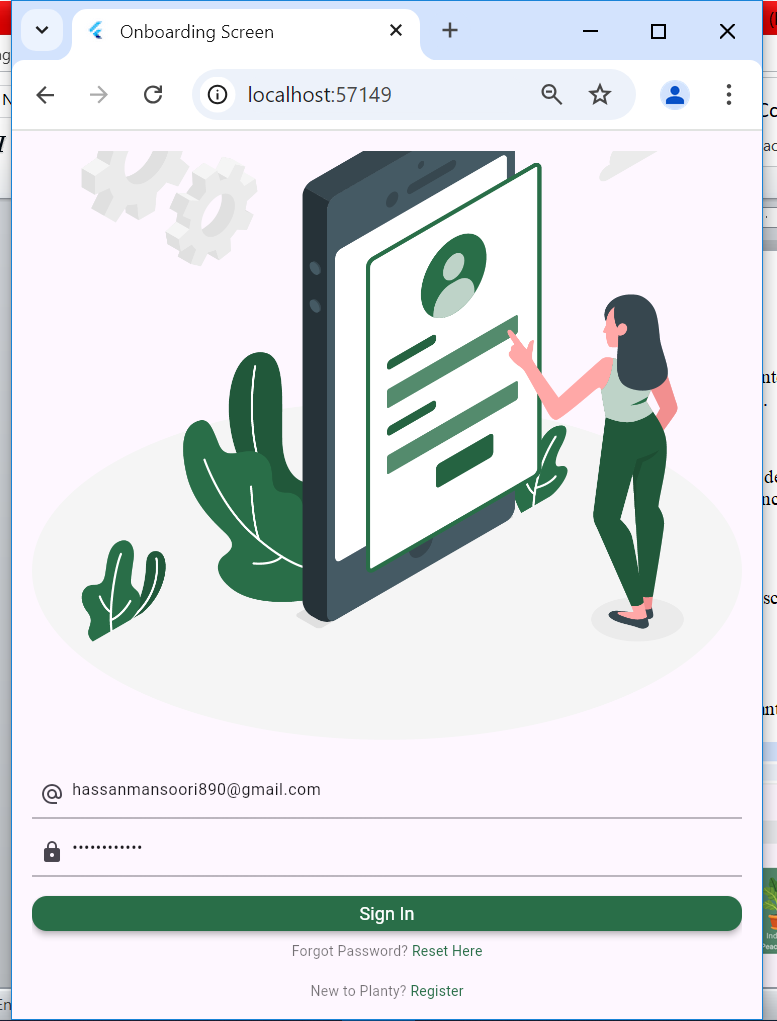 Onboarding Screen
localhost:57149
hassanmansoori890@gmail.com
••••••••••••
Sign In
Forgot Password? Reset Here
New to Planty? Register